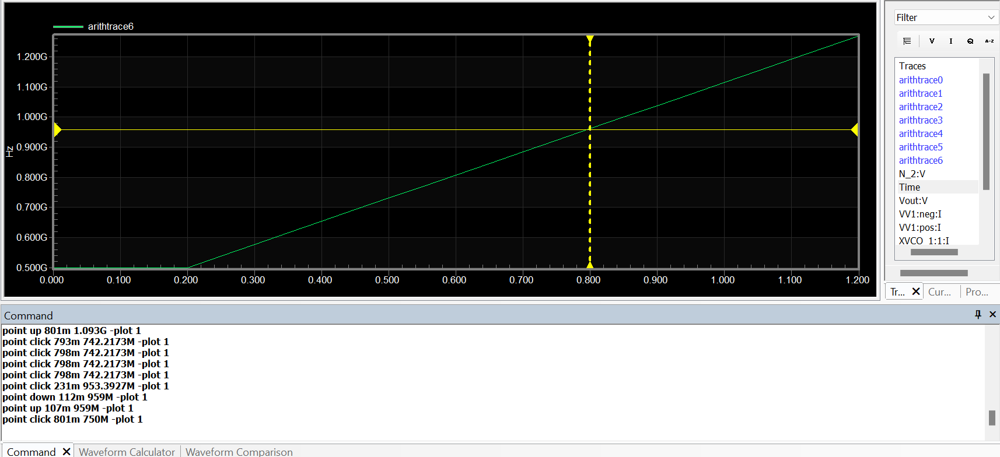 arithtrace6
1.200G
1.100G
1.000G
0.900G
0.800G
0.700G
0.600G
0.500G
Hz
0.000 0.100 0.200 0.300 0.400 0.500 0.600 0.700 0.800 0.900 1.000 1.100 1.200
Filter
V I Q A-Z
Traces
arithtrace0
arithtrace1
arithtrace2
arithtrace3
arithtrace4
arithtrace5
arithtrace6
N_2:V
Time
Vout:V
VV1:neg:I
VV1:pos:I
XVCO_1:1:I
Tr... Cur... Pro...
Command
point up 801m 1.093G -plot 1
point click 793m 742.2173M -plot 1
point click 798m 742.2173M -plot 1
point click 798m 742.2173M -plot 1
point click 798m 742.2173M -plot 1
point click 231m 953.3927M -plot 1
point down 112m 959M -plot 1
point up 107m 959M -plot 1
point click 801m 750M -plot 1
Command Waveform Calculator Waveform Comparison